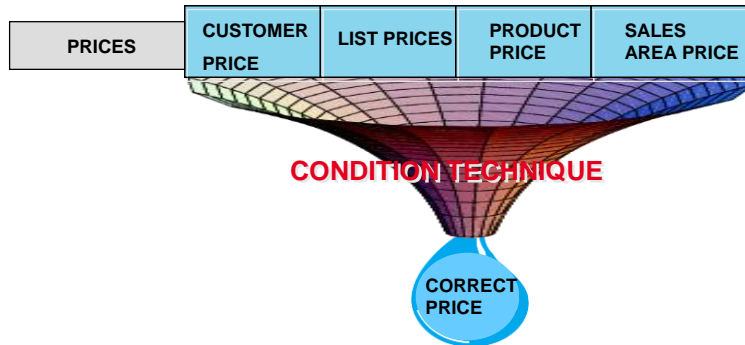 PRICES
CUSTOMER
PRICE
LIST PRICES
PRODUCT
PRICE
SALES
AREA PRICE
CONDITION TECHNIQUE
CORRECT
PRICE